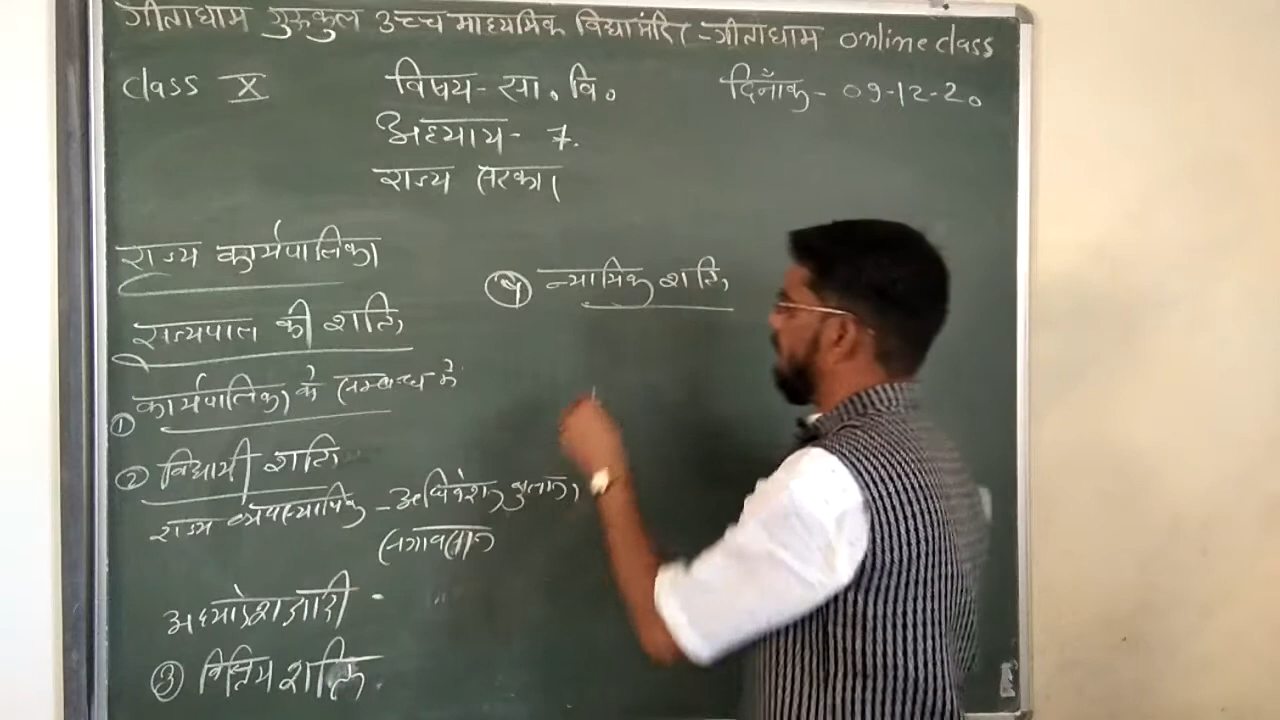 गीताधाम गुरुकुल उच्च माध्यमिक विद्यामंदिर -गीताधाम online class
class X विषय- सा. वि. दिनाँक- 09-12-20
अध्याय- 7.
राज्य सरकार
राज्य कार्यपालिका
राज्यपाल की शक्ति
① कार्यपालिका के सम्बन्ध मे
② विधायी शक्ति
राज्य व्यवस्थापिका - अधिवेशन बुलाना
सत्रावसान
अध्यादेश जारी
③ वित्तिय शक्ति
④ न्यायिक शक्ति